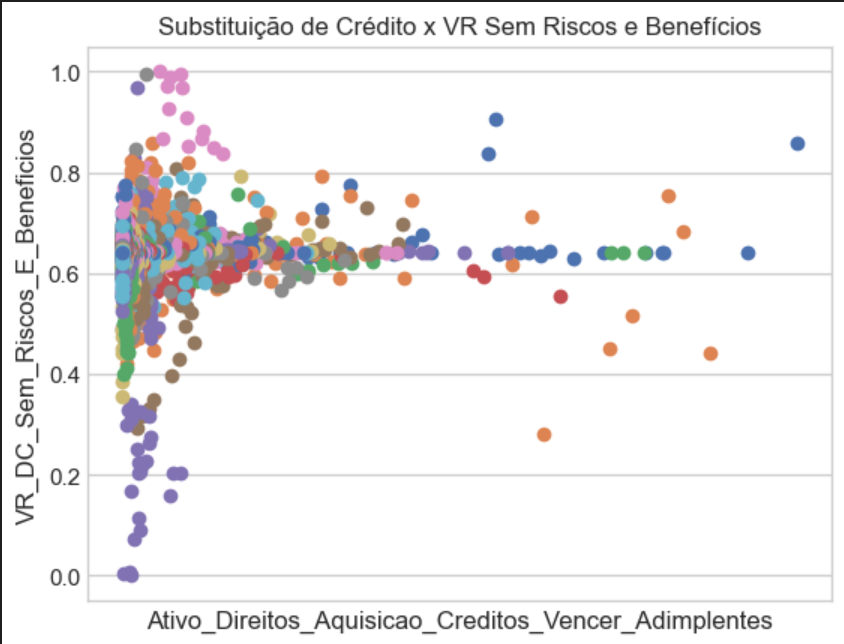 Substituição de Crédito x VR Sem Riscos e Benefícios
VR_DC_Sem_Riscos_E_Beneficios
1.0
0.8
0.6
0.4
0.2
0.0
Ativo_Direitos_Aquisicao_Creditos_Vencer_Adimplentes